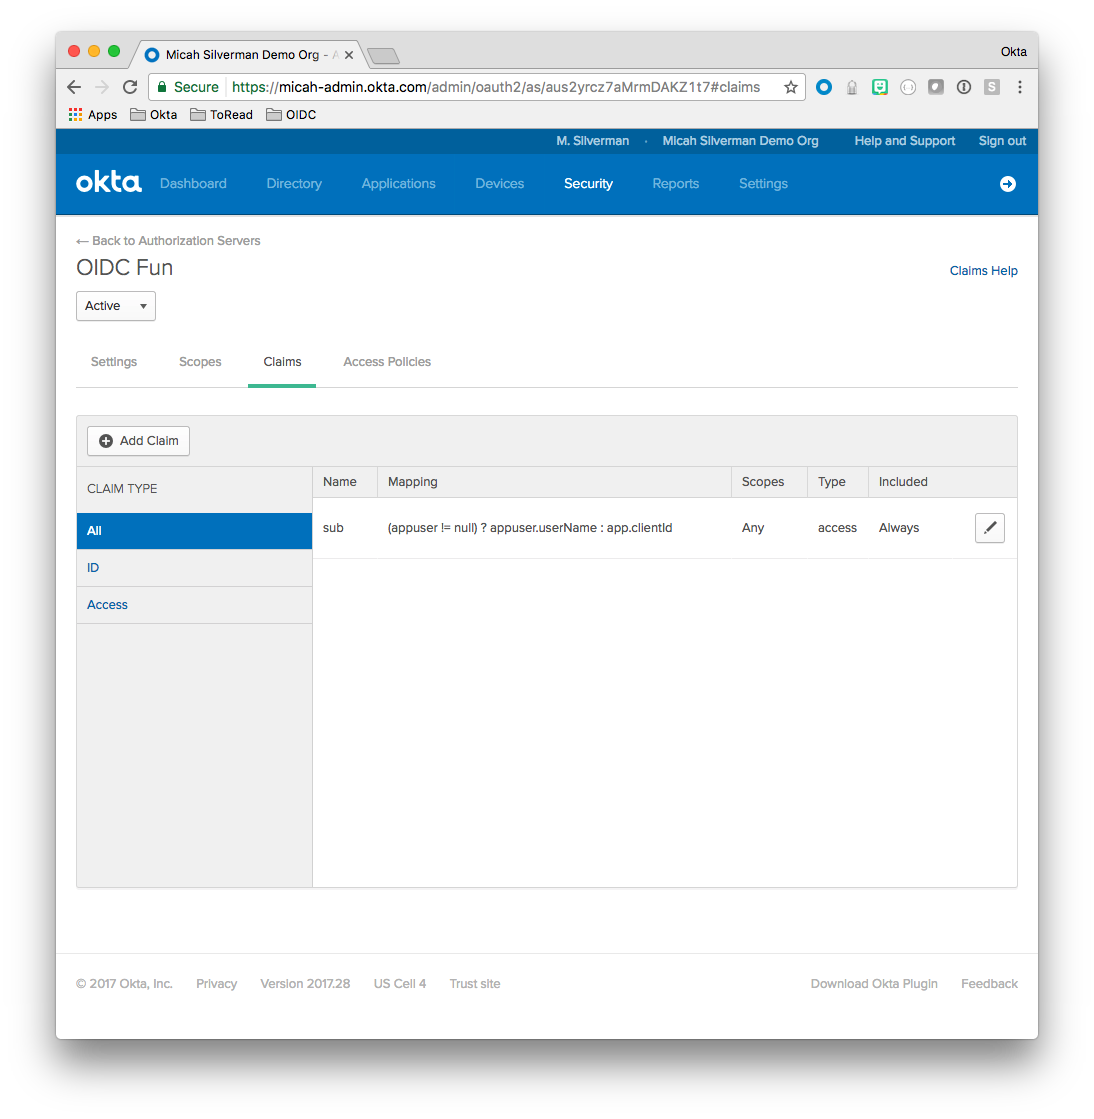 Micah Silverman Demo Org - A
Okta
Secure https://micah-admin.okta.com/admin/oauth2/as/aus2yrcz7aMrmDAKZ1t7#claims
S
Apps Okta ToRead OIDC
M. Silverman · Micah Silverman Demo Org Help and Support Sign out
okta Dashboard Directory Applications Devices Security Reports Settings
← Back to Authorization Servers
OIDC Fun
Claims Help
Active
Settings Scopes Claims Access Policies
Add Claim
CLAIM TYPE
All
ID
Access
Name Mapping Scopes Type Included
sub (appuser != null) ? appuser.userName : app.clientId Any access Always
© 2017 Okta, Inc. Privacy Version 2017.28 US Cell 4 Trust site Download Okta Plugin Feedback